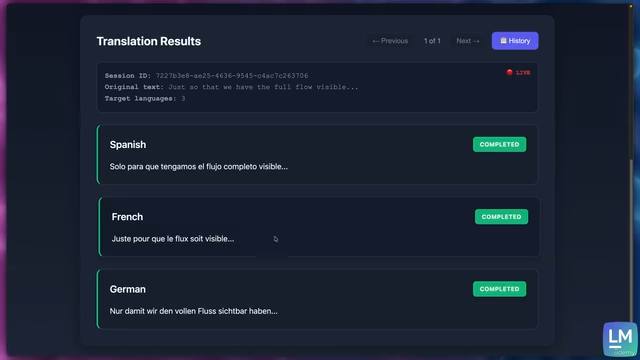 Translation Results
← Previous 1 of 1 Next → History
Session ID: 7227b3e8-ae25-4636-9545-c4ac7c263706
LIVE
Original text: Just so that we have the full flow visible...
Target languages: 3
Spanish
COMPLETED
Solo para que tengamos el flujo completo visible...
French
COMPLETED
Juste pour que le flux soit visible...
German
COMPLETED
Nur damit wir den vollen Fluss sichtbar haben...
LM